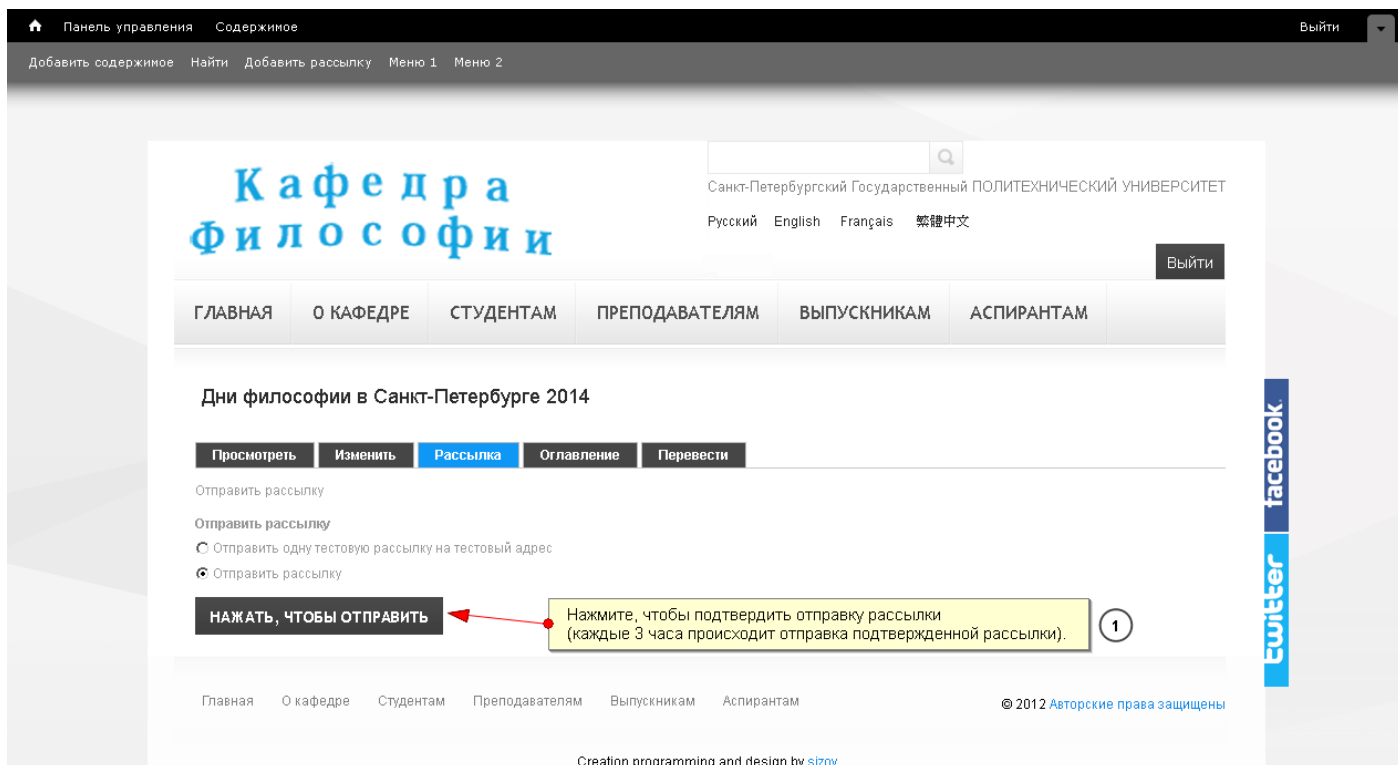 Панель управления Содержимое Выйти
Добавить содержимое Найти Добавить рассылку Меню 1 Меню 2
Кафедра
Философии
Санкт-Петербургский Государственный ПОЛИТЕХНИЧЕСКИЙ УНИВЕРСИТЕТ
Русский English Français 繁體中文
Выйти
ГЛАВНАЯ О КАФЕДРЕ СТУДЕНТАМ ПРЕПОДАВАТЕЛЯМ ВЫПУСКНИКАМ АСПИРАНТАМ
Дни философии в Санкт-Петербурге 2014
Просмотреть Изменить Рассылка Оглавление Перевести
Отправить рассылку
Отправить рассылку
Отправить одну тестовую рассылку на тестовый адрес
Отправить рассылку
НАЖАТЬ, ЧТОБЫ ОТПРАВИТЬ
Нажмите, чтобы подтвердить отправку рассылки
(каждые 3 часа происходит отправка подтвержденной рассылки).
1
facebook.
twitter
Главная О кафедре Студентам Преподавателям Выпускникам Аспирантам
© 2012 Авторские права защищены
Creation programming and design by sizov